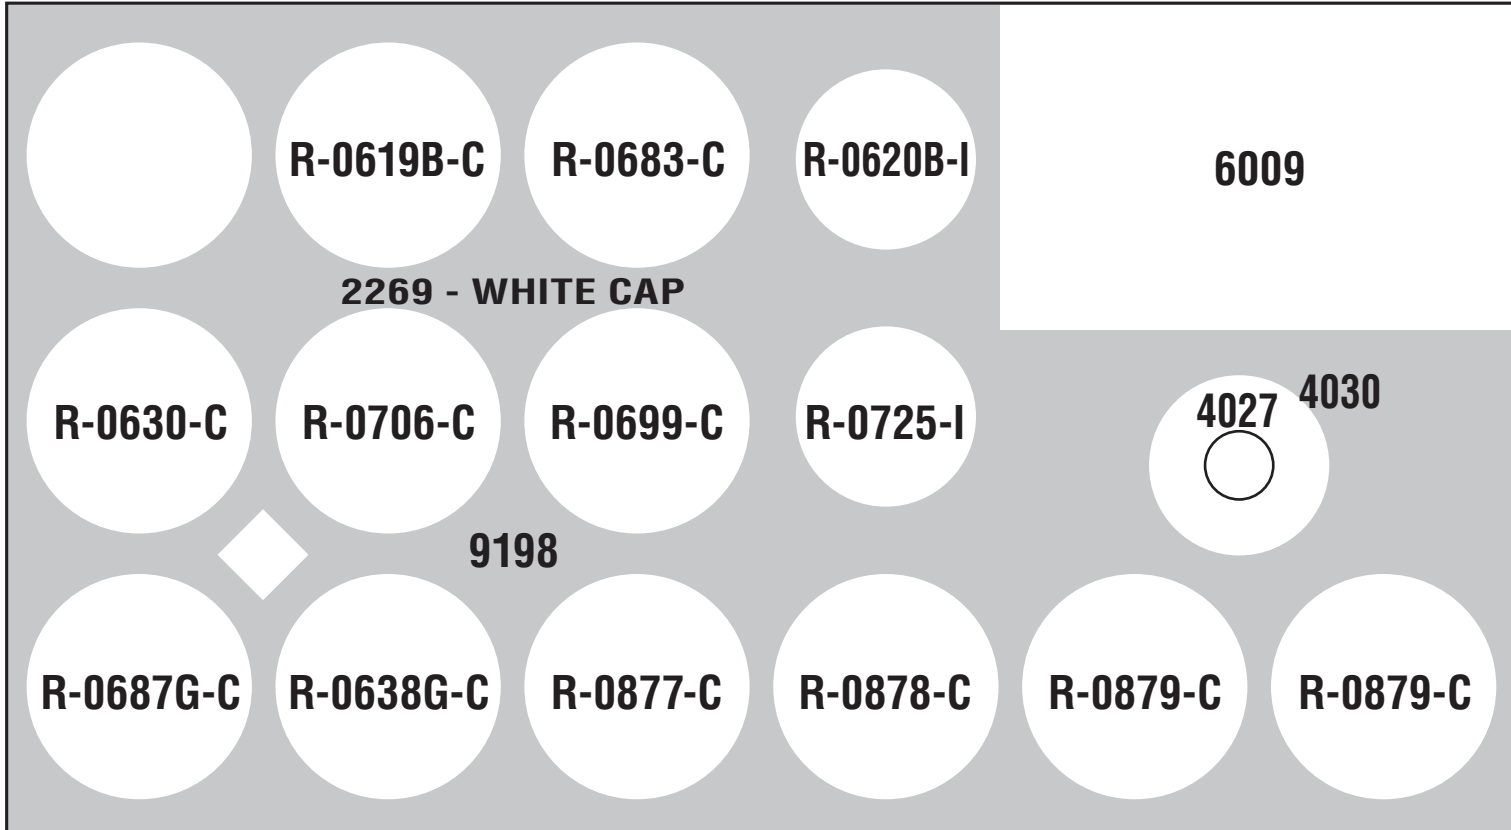 R-0619B-C
R-0683-C
R-0620B-I
6009
2269 - WHITE CAP
R-0630-C
R-0706-C
R-0699-C
R-0725-I
4027
4030
9198
R-0687G-C
R-0638G-C
R-0877-C
R-0878-C
R-0879-C
R-0879-C